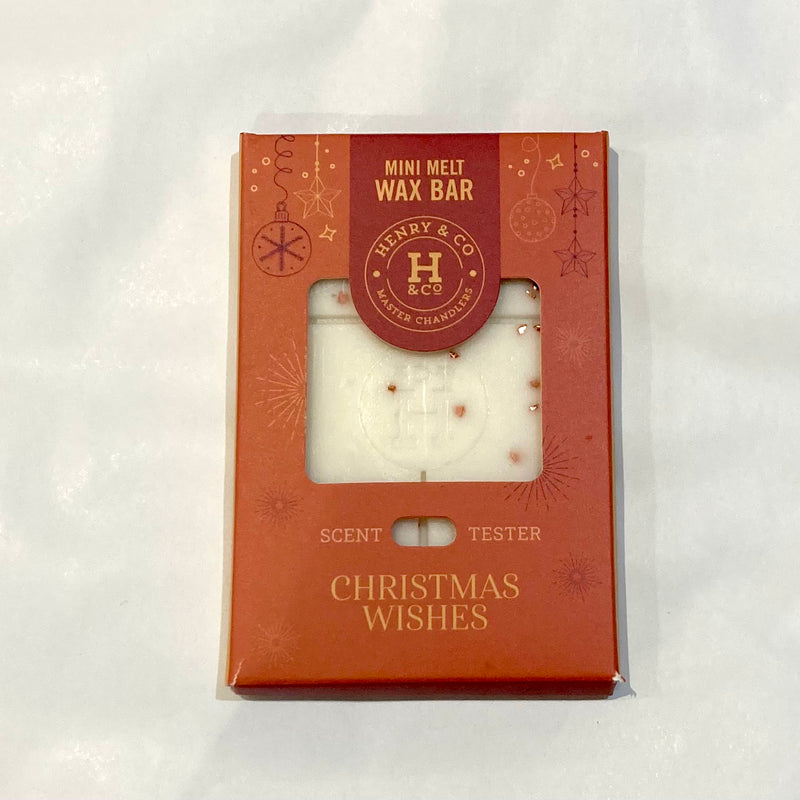 MINI MELT
WAX BAR
HENRY & CO
H
& CO
MASTER CHANDLERS
H
SCENT TESTER
CHRISTMAS
WISHES